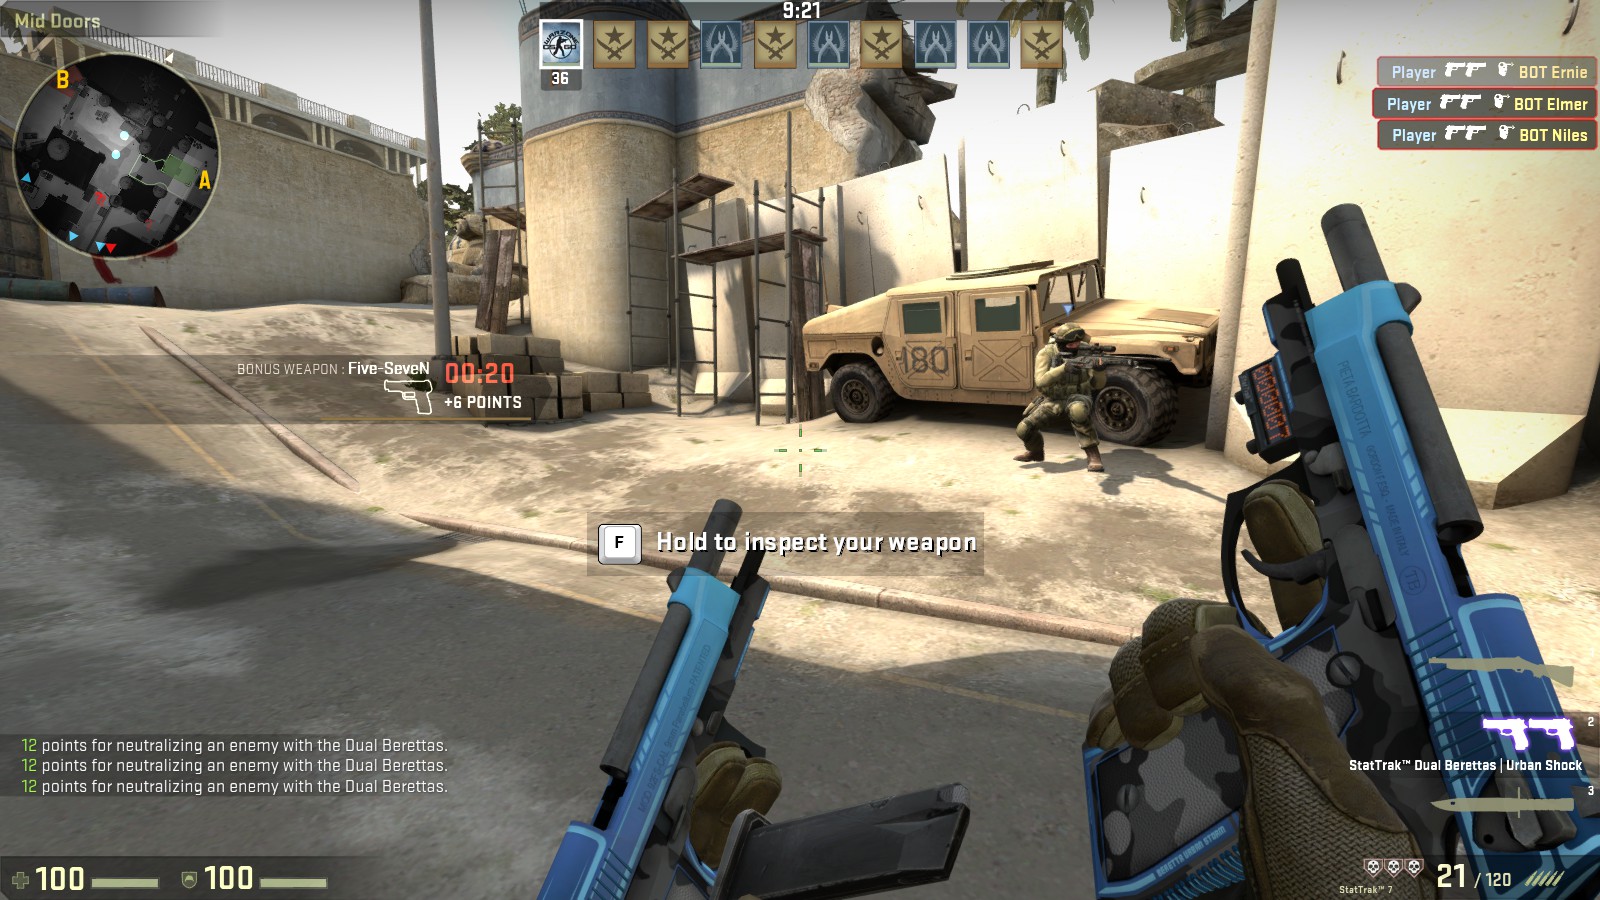 Mid Doors
9:21
36
B
A
Player BOT Ernie
Player BOT Elmer
Player BOT Niles
BONUS WEAPON : Five-SeveN
00:20
+6 POINTS
180
F
Hold to inspect your weapon
12 points for neutralizing an enemy with the Dual Berettas.
12 points for neutralizing an enemy with the Dual Berettas.
12 points for neutralizing an enemy with the Dual Berettas.
2
StatTrak™ Dual Berettas | Urban Shock
3
100
100
StatTrak™ 7
21 / 120